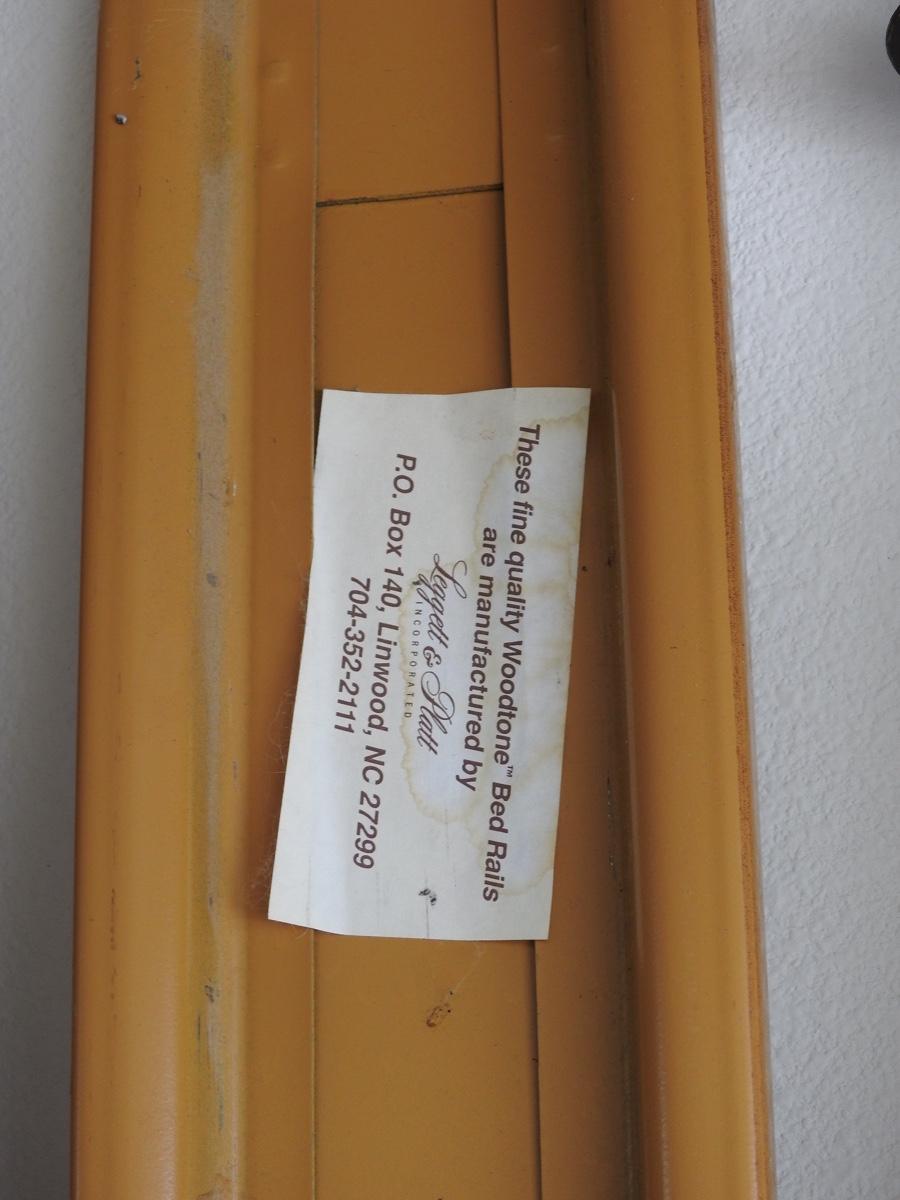 These fine quality Woodtone™ Bed Rails
are manufactured by
Leggett & Platt
INCORPORATED
P.O. Box 140, Linwood, NC 27299
704-352-2111